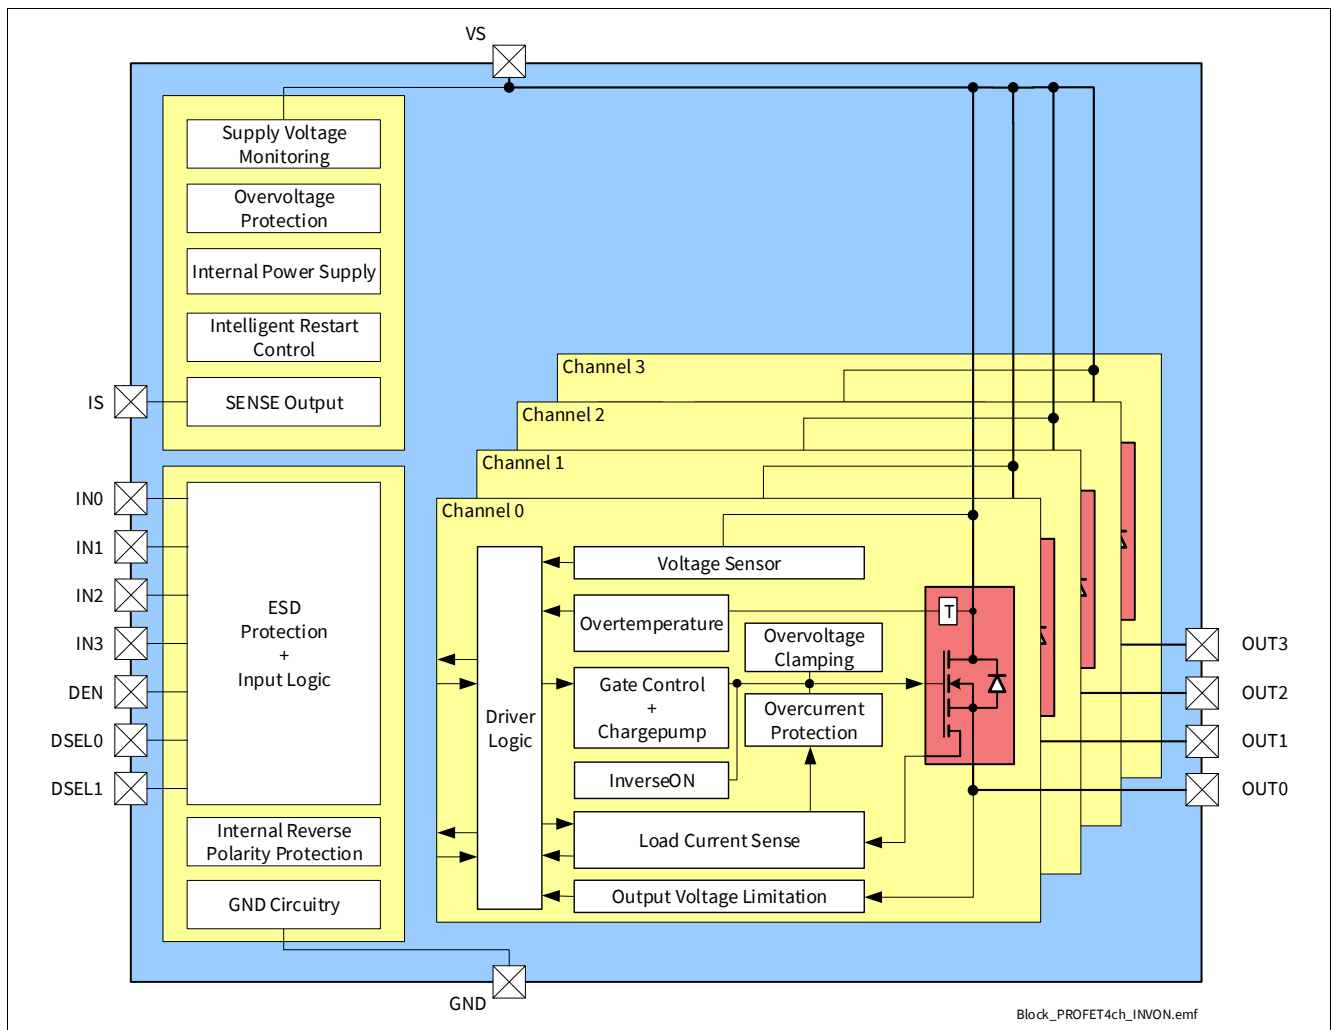 VS
Supply Voltage
Monitoring
Overvoltage
Protection
Internal Power Supply
Intelligent Restart
Control
SENSE Output
IS
IN0
IN1
IN2
IN3
DEN
DSEL0
DSEL1
ESD
Protection
+
Input Logic
Internal Reverse
Polarity Protection
GND Circuitry
GND
Channel 3
Channel 2
Channel 1
Channel 0
Driver
Logic
Voltage Sensor
Overtemperature
T
Overvoltage
Clamping
Gate Control
+
Chargepump
Overcurrent
Protection
InverseON
Load Current Sense
Output Voltage Limitation
OUT3
OUT2
OUT1
OUT0
Block_PROFET4ch_INVON.emf